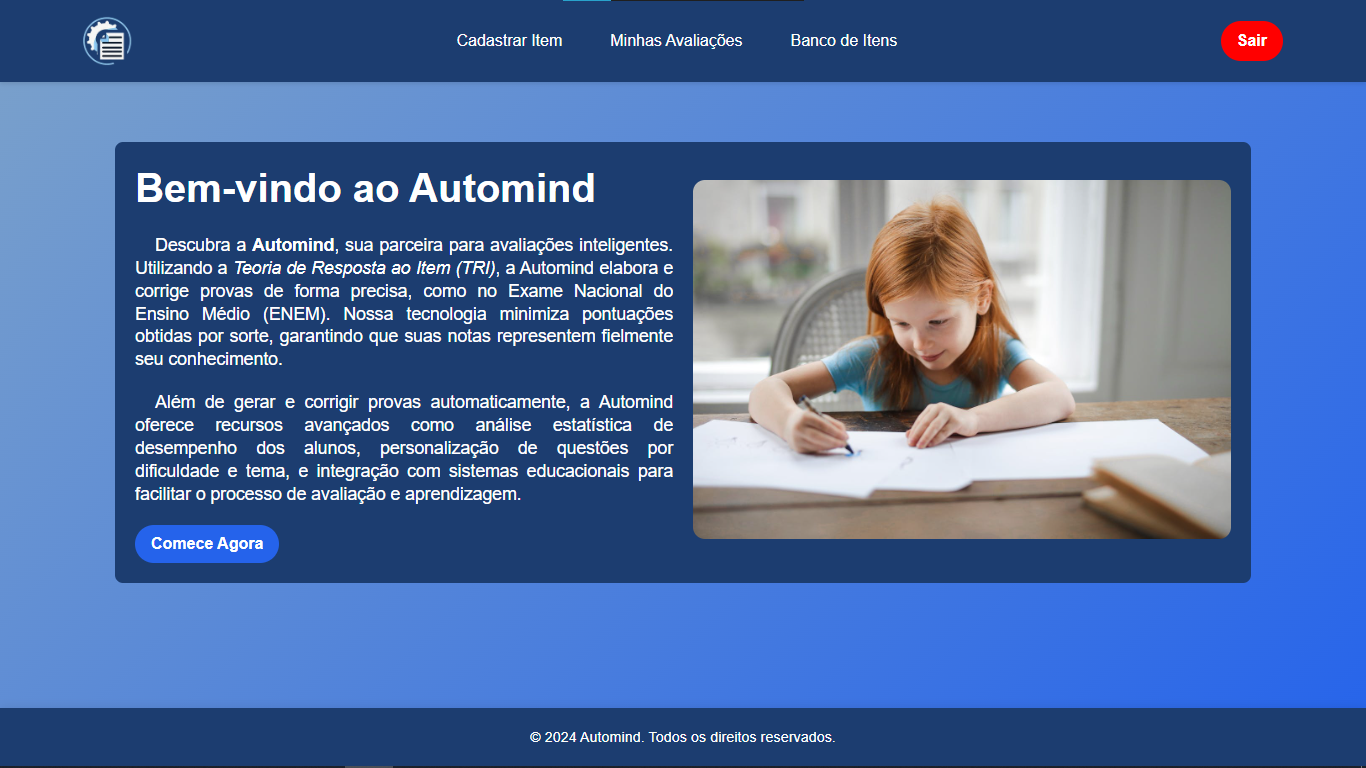 Cadastrar Item
Minhas Avaliações
Banco de Itens
Sair
Bem-vindo ao Automind
Descubra a Automind, sua parceira para avaliações inteligentes.
Utilizando a Teoria de Resposta ao Item (TRI), a Automind elabora e
corrige provas de forma precisa, como no Exame Nacional do
Ensino Médio (ENEM). Nossa tecnologia minimiza pontuações
obtidas por sorte, garantindo que suas notas representem fielmente
seu conhecimento.
Além de gerar e corrigir provas automaticamente, a Automind
oferece recursos avançados como análise estatística de
desempenho dos alunos, personalização de questões por
dificuldade e tema, e integração com sistemas educacionais para
facilitar o processo de avaliação e aprendizagem.
Comece Agora
© 2024 Automind. Todos os direitos reservados.